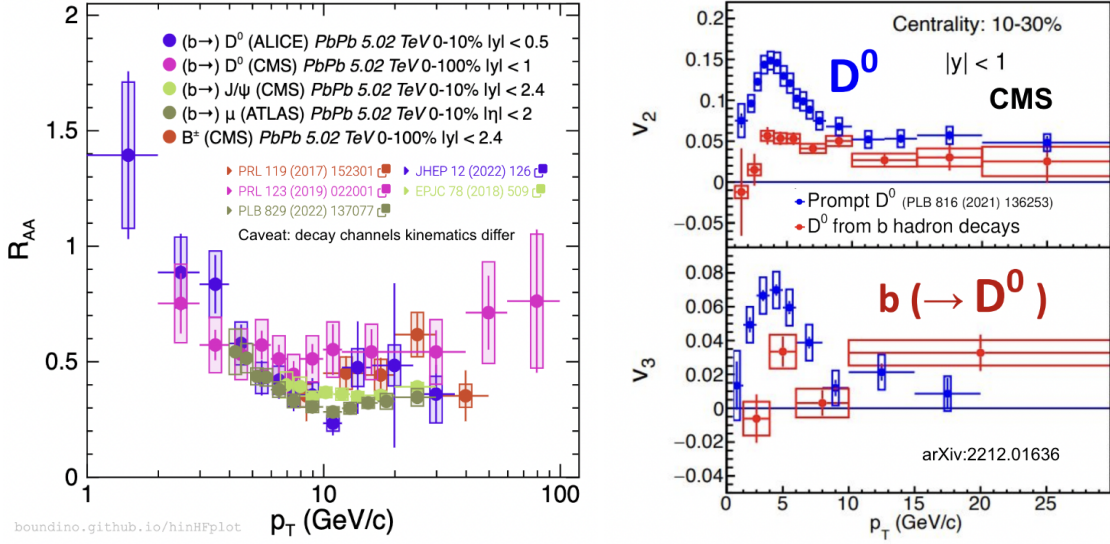 2
1.5
1
0.5
0
R_AA
(b→) D⁰ (ALICE) PbPb 5.02 TeV 0-10% |y| < 0.5
(b→) D⁰ (CMS) PbPb 5.02 TeV 0-100% |y| < 1
(b→) J/ψ (CMS) PbPb 5.02 TeV 0-10% |y| < 2.4
(b→) μ (ATLAS) PbPb 5.02 TeV 0-10% |η| < 2
B± (CMS) PbPb 5.02 TeV 0-100% |y| < 2.4
PRL 119 (2017) 152301
JHEP 12 (2022) 126
PRL 123 (2019) 022001
EPJC 78 (2018) 509
PLB 829 (2022) 137077
Caveat: decay channels kinematics differ
1 10 100
p_T (GeV/c)
boundino.github.io/hinHFplot
0.2
0.15
0.1
0.05
0
−0.05
v₂
Centrality: 10-30%
D⁰
|y| < 1
CMS
Prompt D⁰ (PLB 816 (2021) 136253)
D⁰ from b hadron decays
0 5 10 15 20 25
0.08
0.06
0.04
0.02
0
−0.02
−0.04
v₃
b (→ D⁰ )
arXiv:2212.01636
0 5 10 15 20 25
p_T (GeV/c)